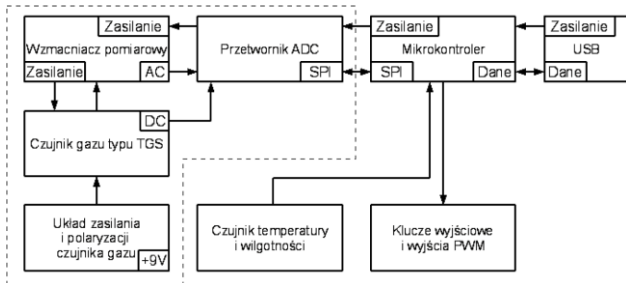 Zasilanie
Wzmacniacz pomiarowy
Zasilanie
AC
Przetwornik ADC
SPI
Zasilanie
Mikrokontroler
SPI
Dane
Zasilanie
USB
Dane
DC
Czujnik gazu typu TGS
Układ zasilania
i polaryzacji
czujnika gazu
+9V
Czujnik temperatury
i wilgotności
Klucze wyjściowe
i wyjścia PWM